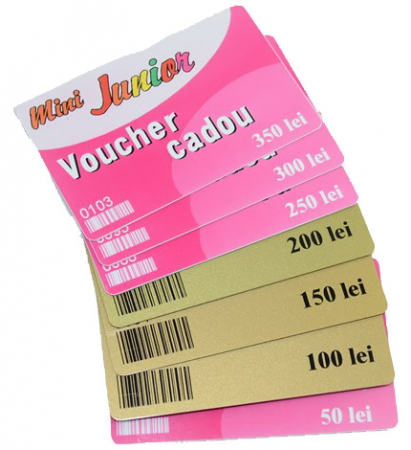 Mini Junior
Voucher
cadou
350 lei
0103
300 lei
250 lei
200 lei
150 lei
100 lei
50 lei